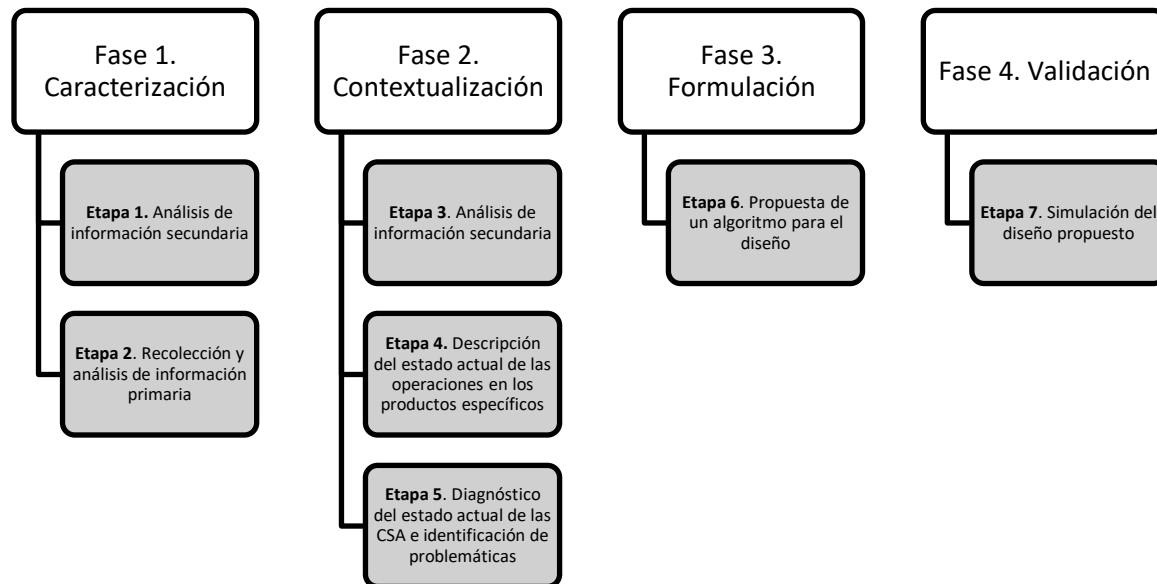 Fase 1.
Caracterización
Etapa 1. Análisis de
información secundaria
Etapa 2. Recolección y
análisis de información
primaria
Fase 2.
Contextualización
Etapa 3. Análisis de
información secundaria
Etapa 4. Descripción
del estado actual de las
operaciones en los
productos específicos
Etapa 5. Diagnóstico
del estado actual de las
CSA e identificación de
problemáticas
Fase 3.
Formulación
Etapa 6. Propuesta de
un algoritmo para el
diseño
Fase 4. Validación
Etapa 7. Simulación del
diseño propuesto